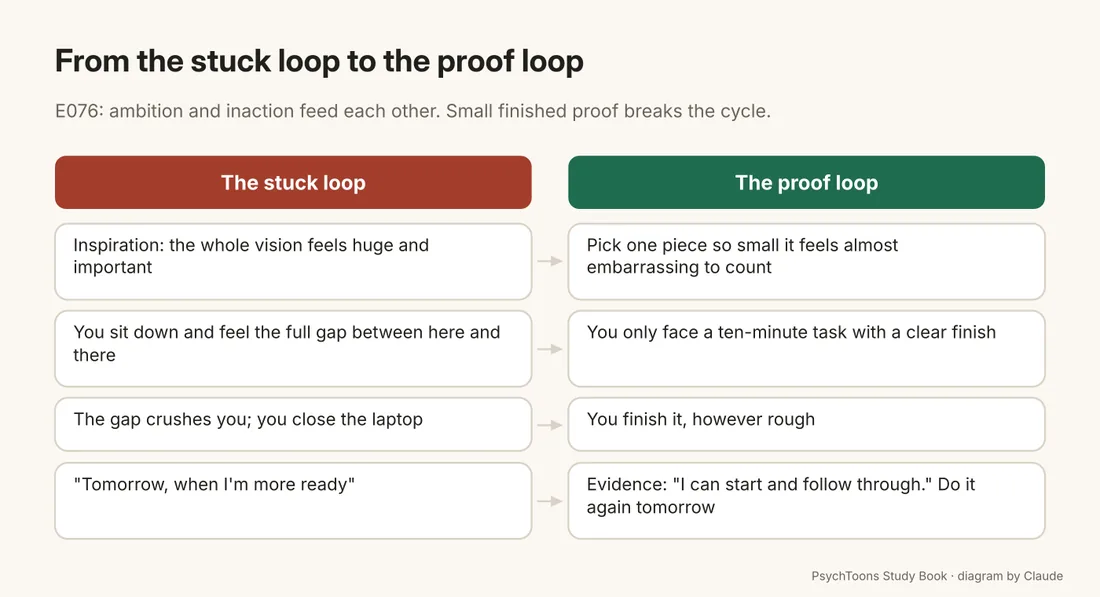 From the stuck loop to the proof loop
E076: ambition and inaction feed each other. Small finished proof breaks the cycle.
The stuck loop
The proof loop
Inspiration: the whole vision feels huge and
important
Pick one piece so small it feels almost
embarrassing to count
You sit down and feel the full gap between here and
there
You only face a ten-minute task with a clear finish
The gap crushes you; you close the laptop
You finish it, however rough
"Tomorrow, when I'm more ready"
Evidence: "I can start and follow through." Do it
again tomorrow
PsychToons Study Book · diagram by Claude